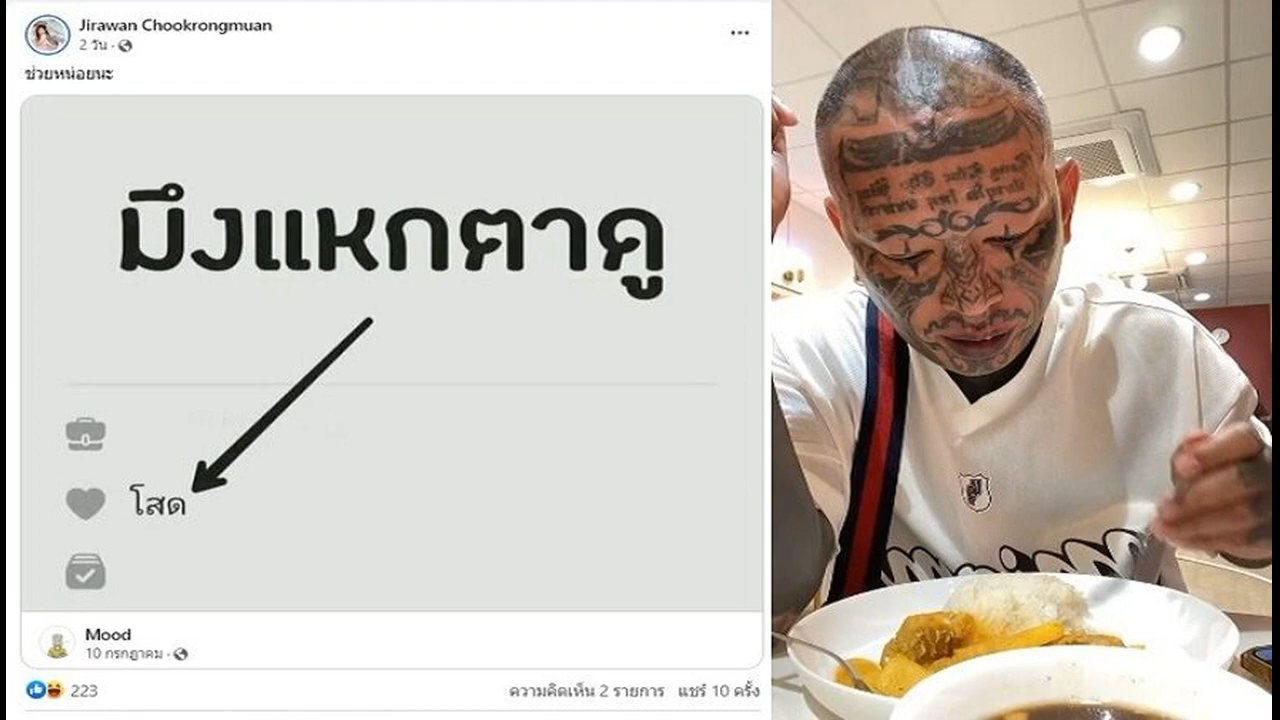 Jirawan Chookrongmuan
2 วัน ·
ช่วยหน่อยนะ
มึงแหกตาดู
โสด
Mood
10 กรกฎาคม ·
223
ความคิดเห็น 2 รายการ แชร์ 10 ครั้ง